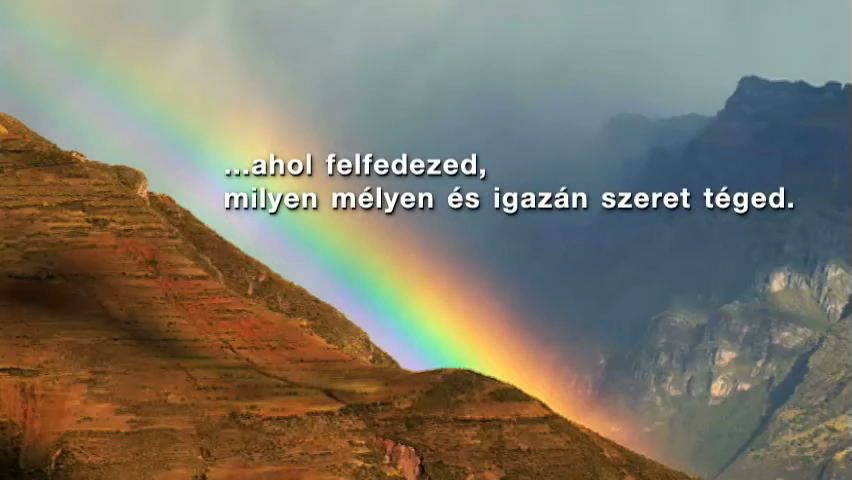 ...ahol felfedezed,
milyen mélyen és igazán szeret téged.